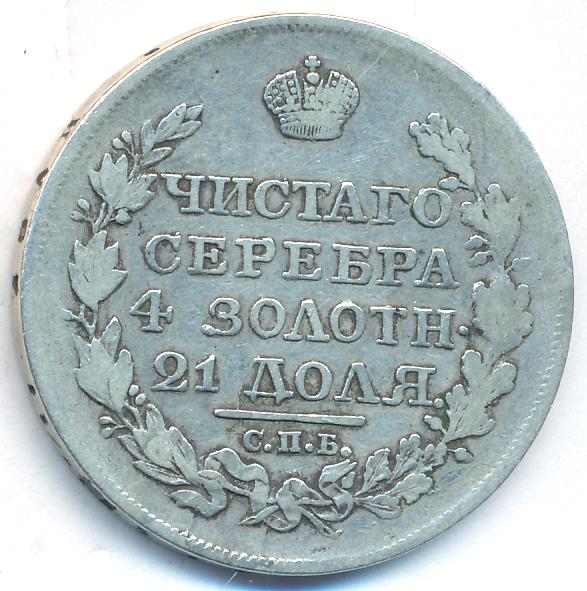 ЧИСТАГО
СЕРЕБРА
4 ЗОЛОТН.
21 ДОЛЯ.
С.П.Б.